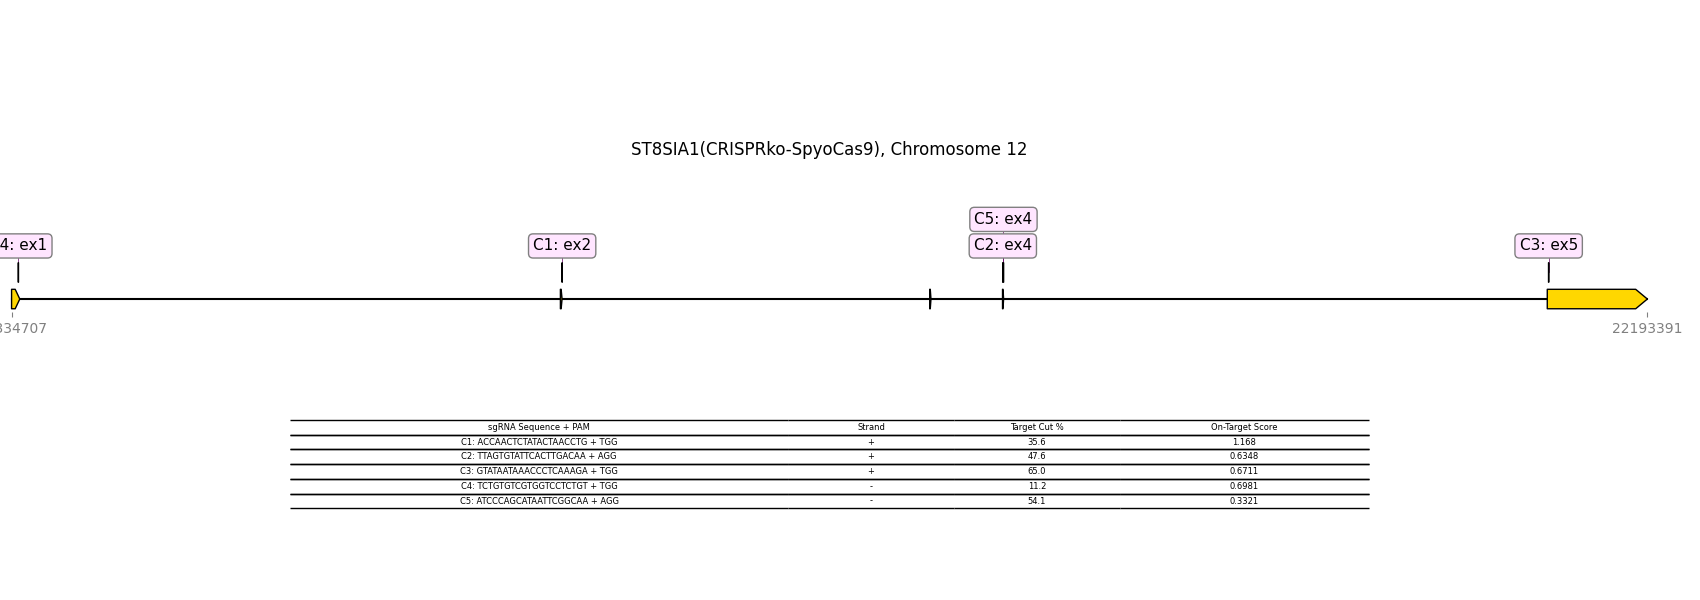 ST8SIA1(CRISPRko-SpyoCas9), Chromosome 12
C5: ex4
4: ex1
C1: ex2
C2: ex4
C3: ex5
334707
22193391
sgRNA Sequence + PAM Strand Target Cut % On-Target Score
C1: ACCAACTCTATACTAACCTG + TGG + 35.6 1.168
C2: TTAGTGTATTCACTTGACAA + AGG + 47.6 0.6348
C3: GTATAATAAACCCTCAAAGA + TGG + 65.0 0.6711
C4: TCTGTGTCGTGGTCCTCTGT + TGG - 11.2 0.6981
C5: ATCCCAGCATAATTCGGCAA + AGG - 54.1 0.3321